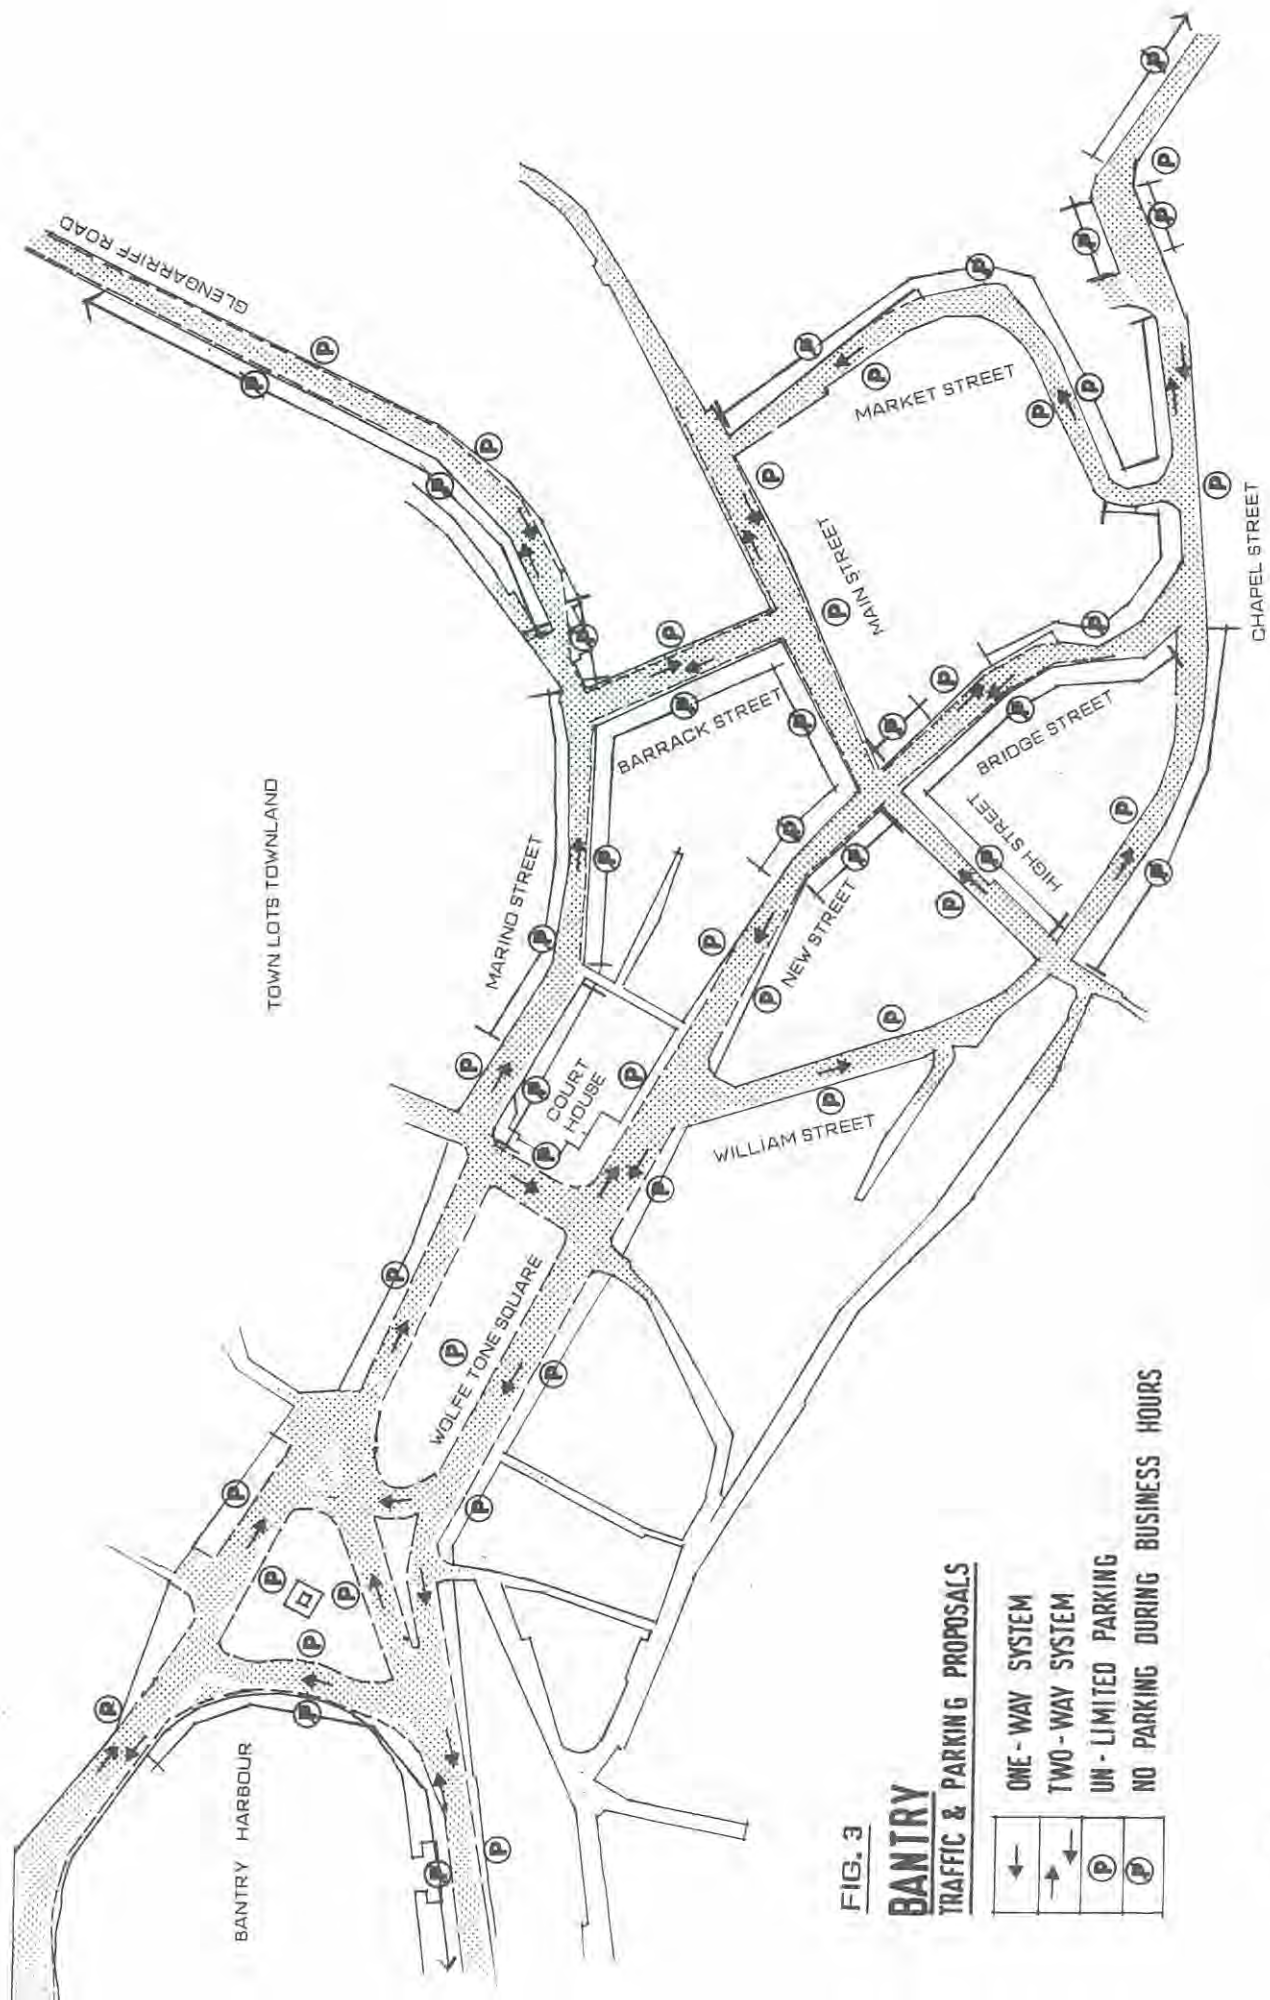 GLENGARRIFF ROAD
TOWN LOTS TOWNLAND
MARINO STREET
BARRACK STREET
MAIN STREET
MARKET STREET
CHAPEL STREET
BRIDGE STREET
HIGH STREET
NEW STREET
COURT
HOUSE
WILLIAM STREET
WOLFE TONE SQUARE
BANTRY HARBOUR
FIG. 3
BANTRY
TRAFFIC & PARKING PROPOSALS
ONE-WAY SYSTEM
TWO-WAY SYSTEM
P UN-LIMITED PARKING
P NO PARKING DURING BUSINESS HOURS